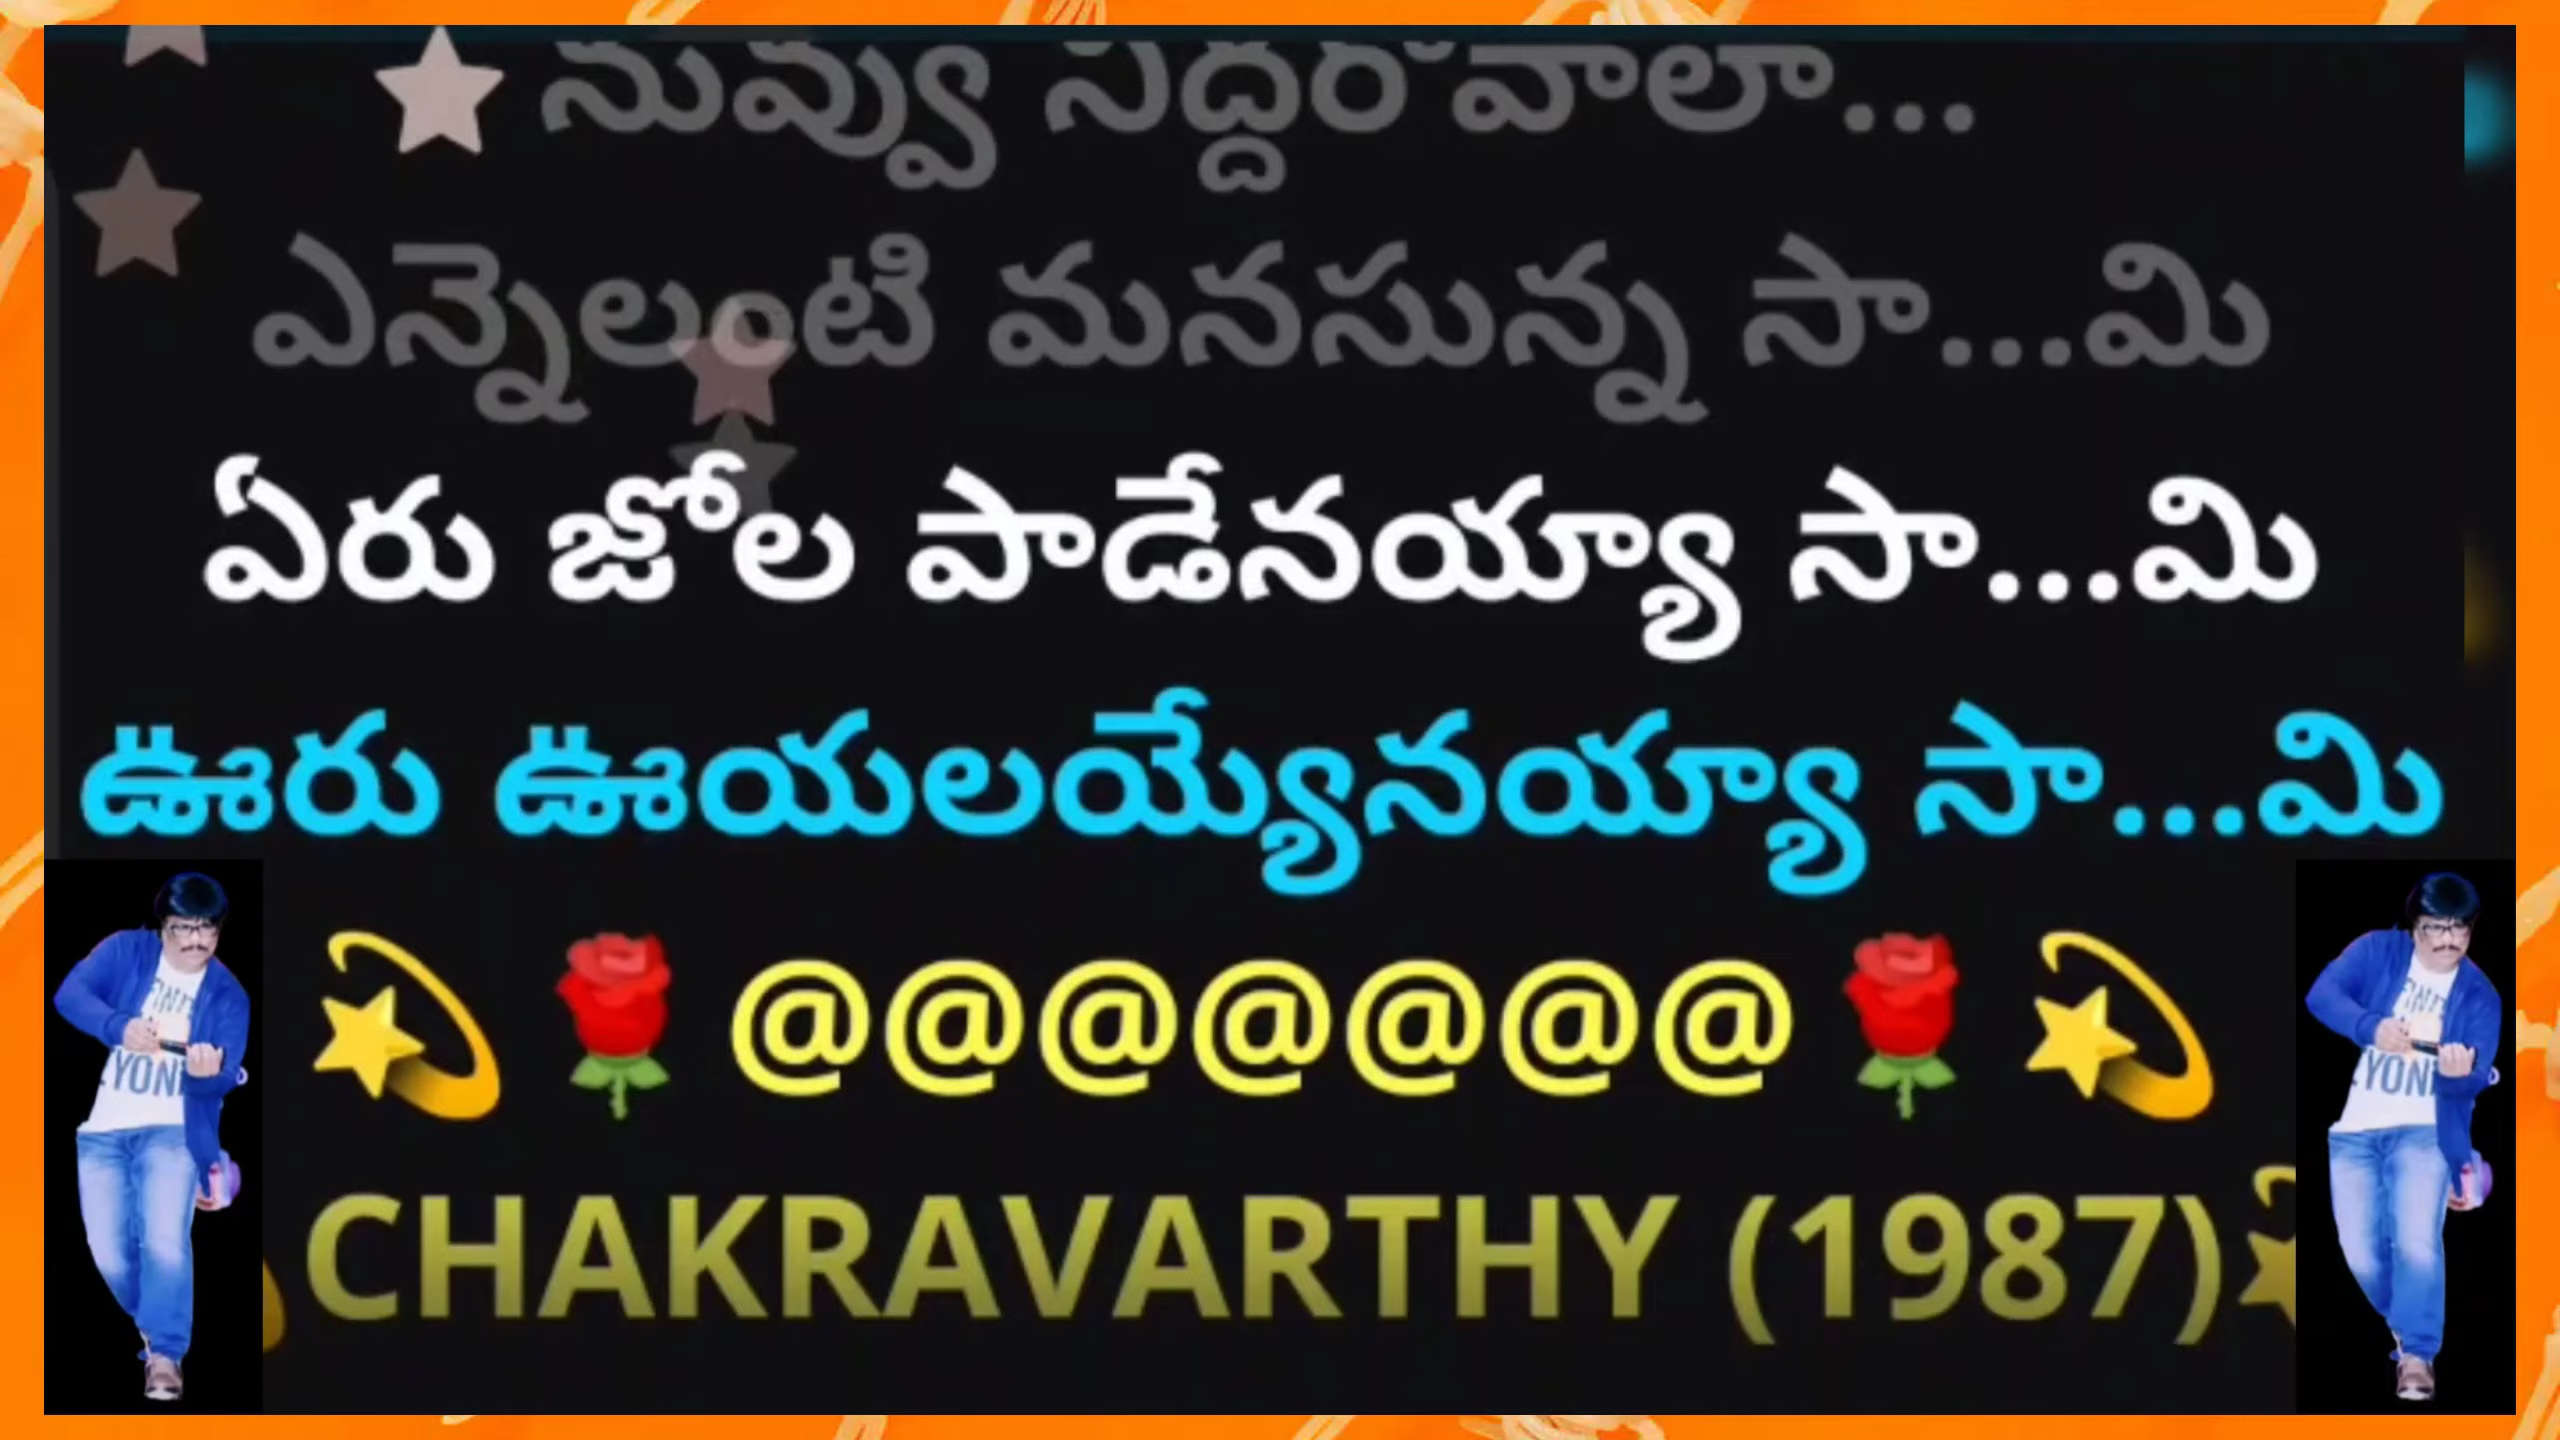 నువ్వు నిద్దరోవాలా...
ఎన్నెలంటి మనసున్న సా...మి
ఏరు జోల పాడేనయ్యా సా...మి
ఊరు ఊయలయ్యేనయ్యా సా...మి
@@@@@@@
CHAKRAVARTHY (1987)